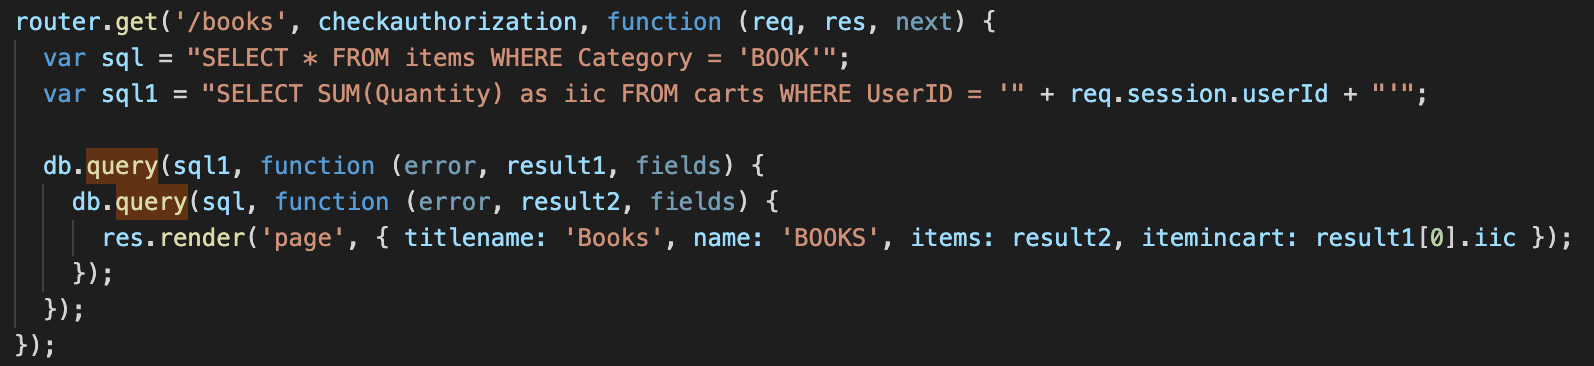 router.get('/books', checkauthorization, function (req, res, next) {
  var sql = "SELECT * FROM items WHERE Category = 'BOOK'";
  var sql1 = "SELECT SUM(Quantity) as iic FROM carts WHERE UserID = '" + req.session.userId + "'";

  db.query(sql1, function (error, result1, fields) {
    db.query(sql, function (error, result2, fields) {
      res.render('page', { titlename: 'Books', name: 'BOOKS', items: result2, itemincart: result1[0].iic });
    });
  });
});